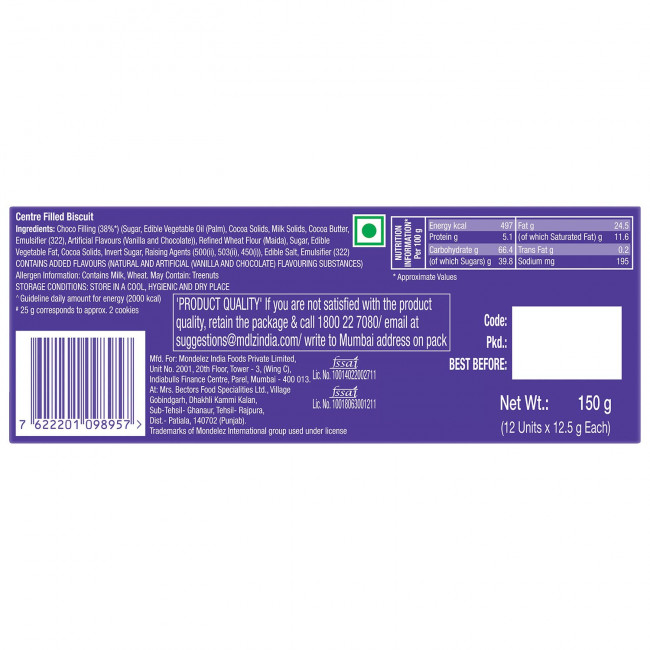 Centre Filled Biscuit
Ingredients: Choco Filling (38%*) (Sugar, Edible Vegetable Oil (Palm), Cocoa Solids, Milk Solids, Cocoa Butter,
Emulsifier (322), Artificial Flavours (Vanilla and Chocolate)), Refined Wheat Flour (Maida), Sugar, Edible
Vegetable Fat, Cocoa Solids, Invert Sugar, Raising Agents (500(ii), 503(ii), 450(i)), Edible Salt, Emulsifier (322)
CONTAINS ADDED FLAVOURS (NATURAL AND ARTIFICIAL (VANILLA AND CHOCOLATE) FLAVOURING SUBSTANCES)
Allergen Information: Contains Milk, Wheat. May Contain: Treenuts
STORAGE CONDITIONS: STORE IN A COOL, HYGIENIC AND DRY PLACE
^ Guideline daily amount for energy (2000 kcal)
# 25 g corresponds to approx. 2 cookies
NUTRITION INFORMATION* Per 100 g
Energy kcal 497 Fat g 24.5
Protein g 5.1 (of which Saturated Fat) g 11.6
Carbohydrate g 66.4 Trans Fat g 0.2
(of which Sugars) g 39.8 Sodium mg 195
* Approximate Values
'PRODUCT QUALITY' If you are not satisfied with the product
quality, retain the package & call 1800 22 7080/ email at
suggestions@mdlzindia.com/ write to Mumbai address on pack
Mfd. For: Mondelez India Foods Private Limited,
Unit No. 2001, 20th Floor, Tower - 3, (Wing C),
Indiabulls Finance Centre, Parel, Mumbai - 400 013.
At: Mrs. Bectors Food Specialities Ltd., Village
Gobindgarh, Dhakhli Kammi Kalan,
Sub-Tehsil- Ghanaur, Tehsil- Rajpura,
Dist.- Patiala, 140702 (Punjab).
Trademarks of Mondelez International group used under license
fssai
Lic. No. 10014022002711
fssai
Lic. No. 10018063001211
7 622201 098957 >
Code:
Pkd.:
BEST BEFORE:
Net Wt.: 150 g
(12 Units x 12.5 g Each)